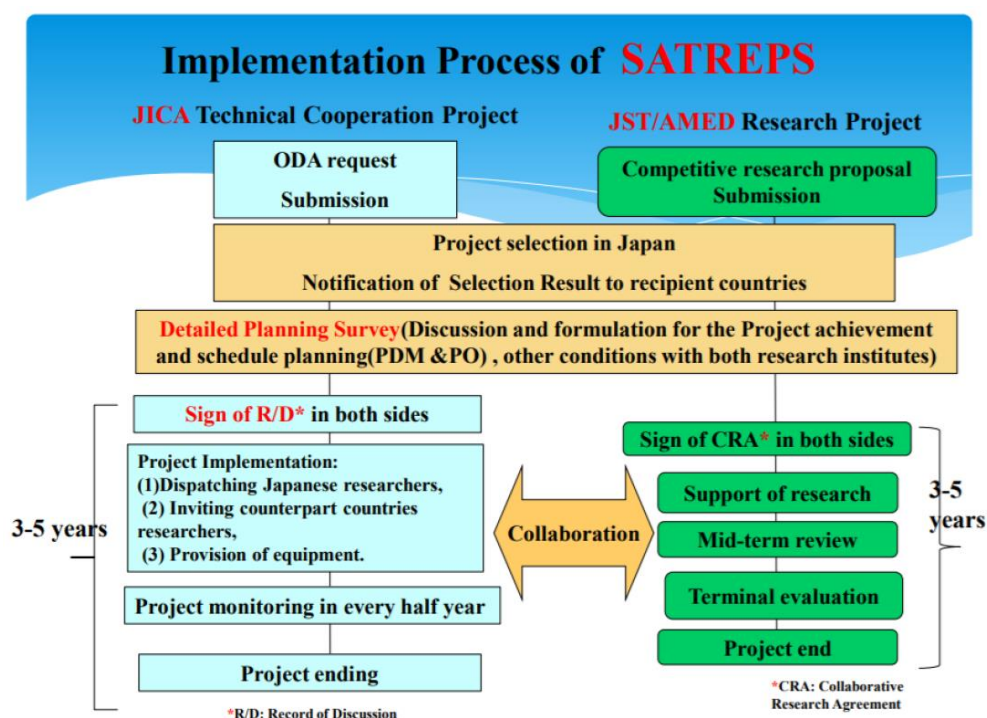 Implementation Process of SATREPS
JICA Technical Cooperation Project
JST/AMED Research Project
ODA request
Submission
Competitive research proposal
Submission
Project selection in Japan
Notification of Selection Result to recipient countries
Detailed Planning Survey(Discussion and formulation for the Project achievement
and schedule planning(PDM &PO) , other conditions with both research institutes)
3-5 years
Sign of R/D* in both sides
Project Implementation:
(1)Dispatching Japanese researchers,
(2) Inviting counterpart countries
researchers,
(3) Provision of equipment.
Project monitoring in every half year
Project ending
*R/D: Record of Discussion
Collaboration
Sign of CRA* in both sides
Support of research
Mid-term review
Terminal evaluation
Project end
3-5
years
*CRA: Collaborative
Research Agreement